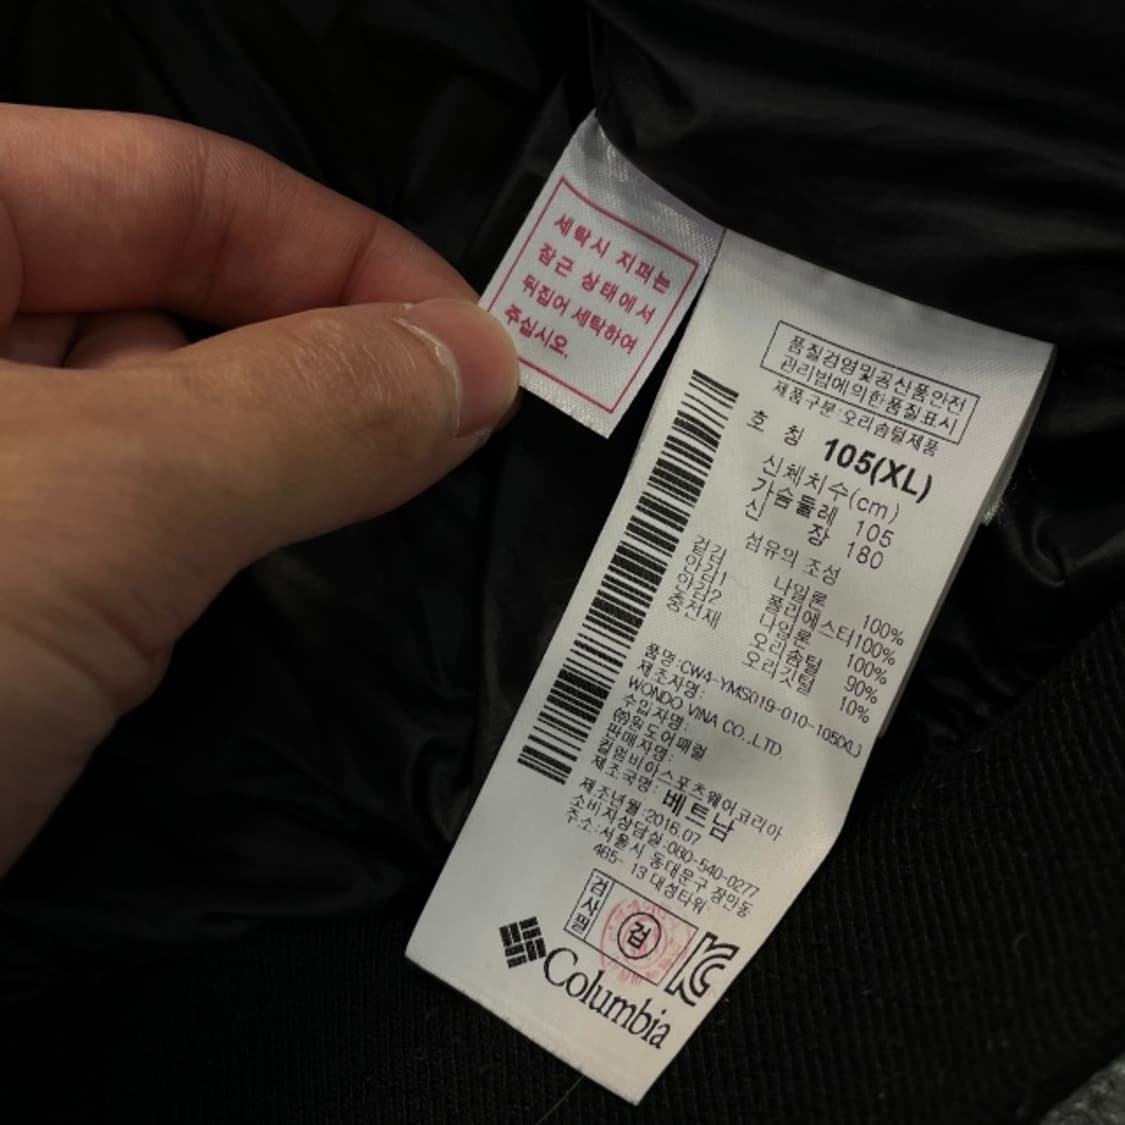 세탁시 지퍼는
잠근 상태에서
뒤집어 세탁하여
주십시오.
품질경영및공산품안전
관리법에의한품질표시
제품구분:오리솜털제품
호 칭 105(XL)
신체치수(cm)
가슴둘레 105
신 장 180
섬유의 조성
겉감 나일론 100%
안감1 폴리에스터100%
안감2 나일론 100%
충전재 오리솜털 90%
오리깃털 10%
품명:CW4-YMS019-010-105(XL)
제조자명:
WONDO VINA CO.,LTD.
수입자명:
㈜원도어패럴
판매자명:
컬럼비아스포츠웨어코리아
제조국명: 베트남
제조년월:2016.07
소비자상담실:080-540-0277
주소:서울시 동대문구 장안동
465- 13 대성타워
검사필
검
Columbia